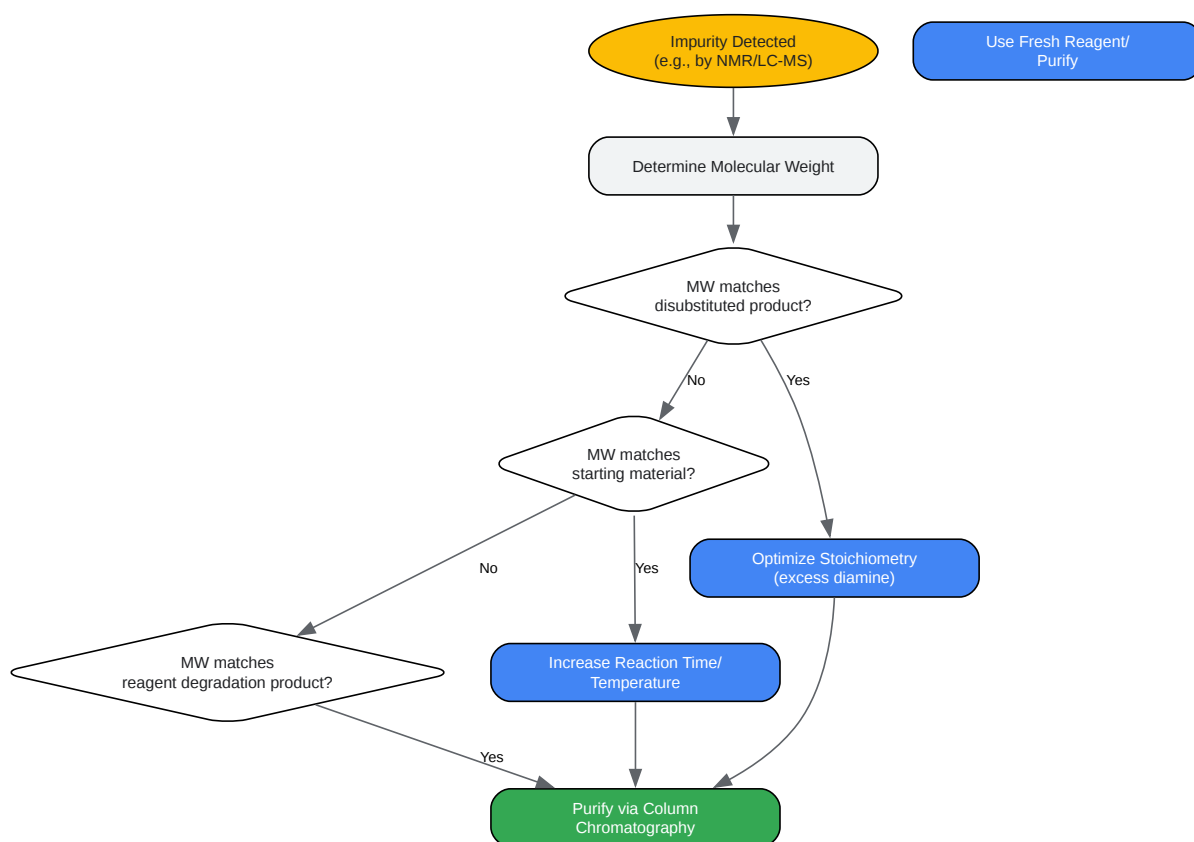 Impurity Detected
(e.g., by NMR/LC-MS)
Use Fresh Reagent/
Purify
Determine Molecular Weight
MW matches
disubstituted product?
No
Yes
MW matches
starting material?
Optimize Stoichiometry
(excess diamine)
No
Yes
MW matches
reagent degradation product?
Increase Reaction Time/
Temperature
Yes
Purify via Column
Chromatography